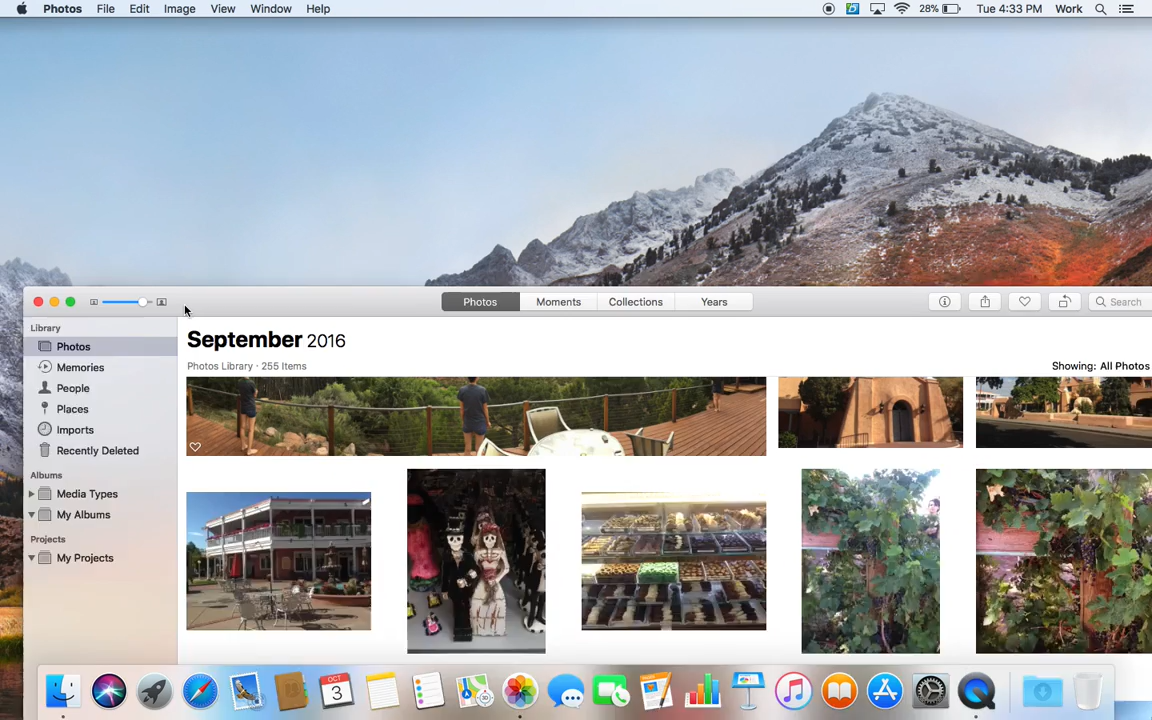 Photos File Edit Image View Window Help 28% Tue 4:33 PM Work
Photos Moments Collections Years Search
Library
Photos
Memories
People
Places
Imports
Recently Deleted
Albums
Media Types
My Albums
Projects
My Projects
September 2016
Photos Library · 255 Items Showing: All Photos
OCT
3